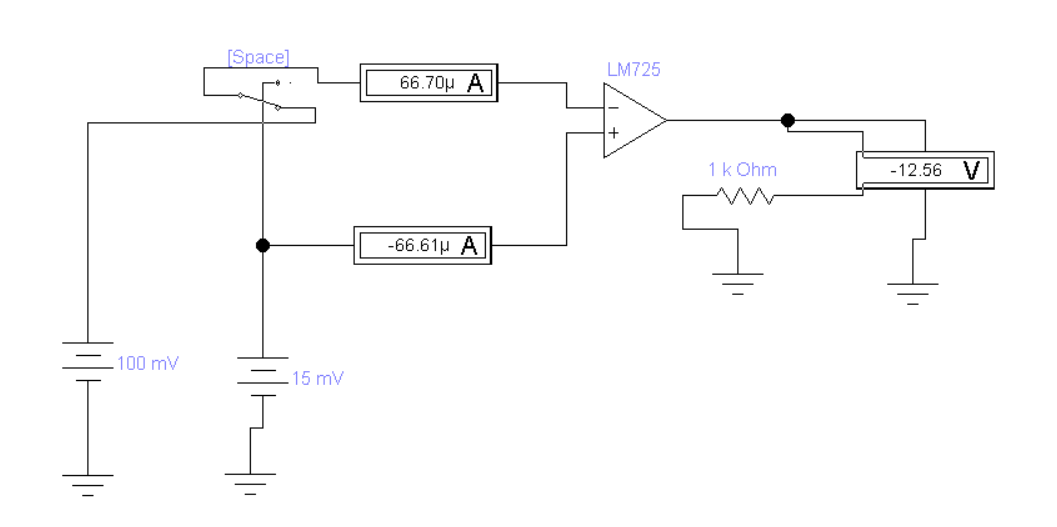 [Space]
66.70µ A
LM725
−
+
1 k Ohm
-12.56 V
-66.61µ A
100 mV
15 mV